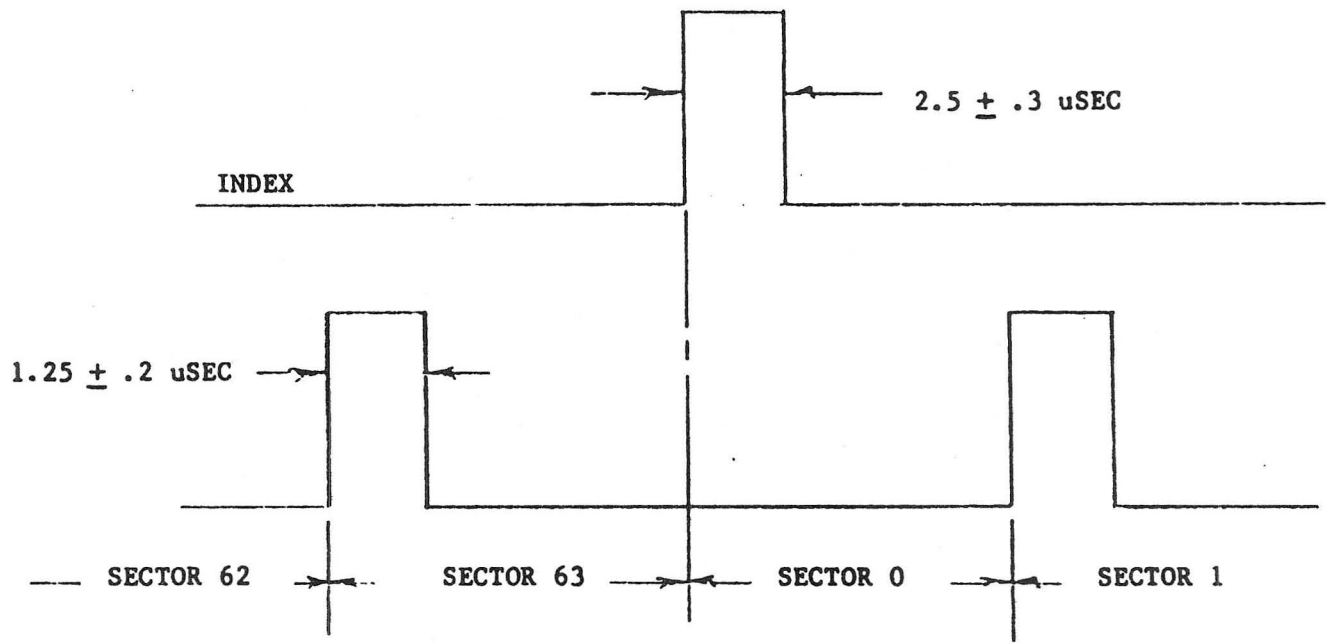 2.5 ± .3 uSEC
INDEX
1.25 ± .2 uSEC
SECTOR 62
SECTOR 63
SECTOR 0
SECTOR 1